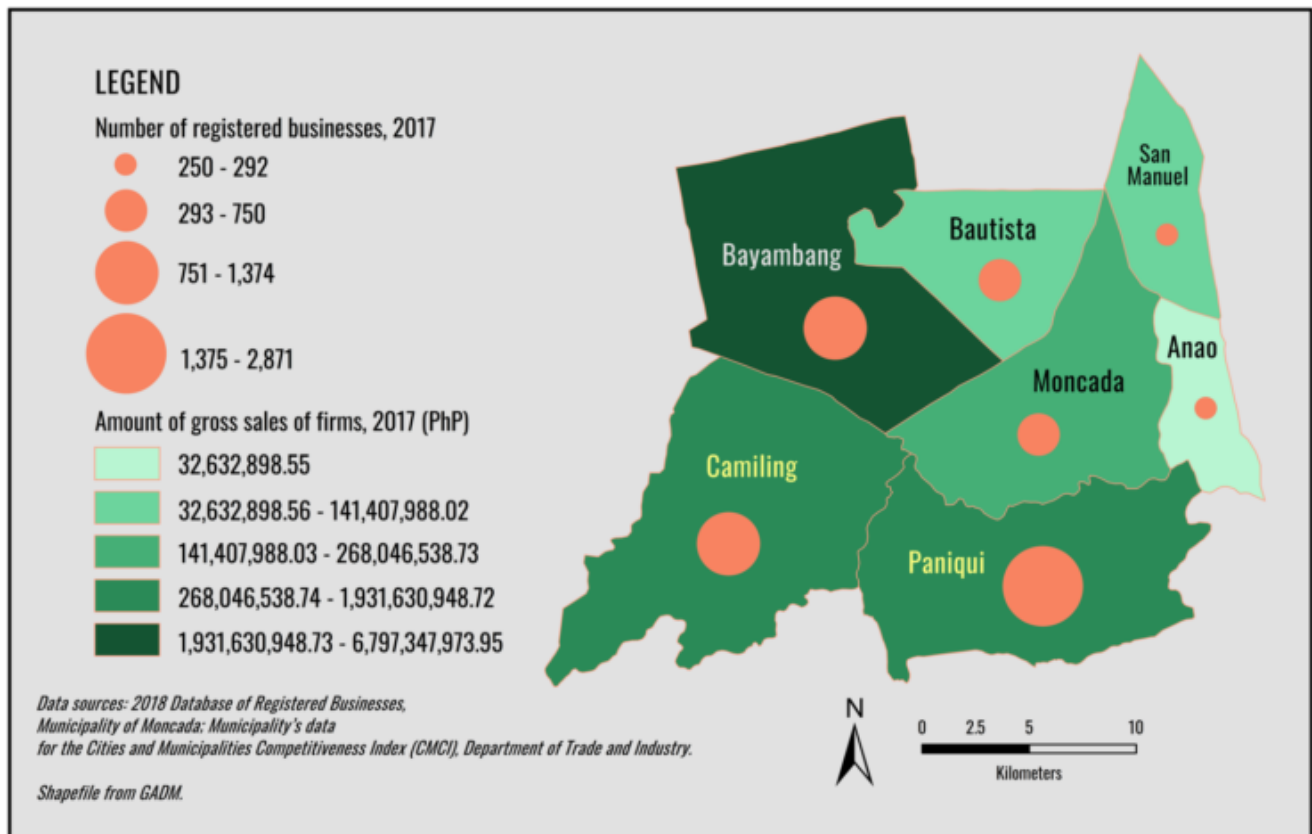 LEGEND
Number of registered businesses, 2017
250 - 292
293 - 750
751 - 1,374
1,375 - 2,871
Amount of gross sales of firms, 2017 (PhP)
32,632,898.55
32,632,898.56 - 141,407,988.02
141,407,988.03 - 268,046,538.73
268,046,538.74 - 1,931,630,948.72
1,931,630,948.73 - 6,797,347,973.95
San
Manuel
Bautista
Bayambang
Anao
Moncada
Camiling
Paniqui
Data sources: 2018 Database of Registered Businesses,
Municipality of Moncada; Municipality's data
for the Cities and Municipalities Competitiveness Index (CMCI), Department of Trade and Industry.
Shapefile from GADM.
N
0 2.5 5 10
Kilometers